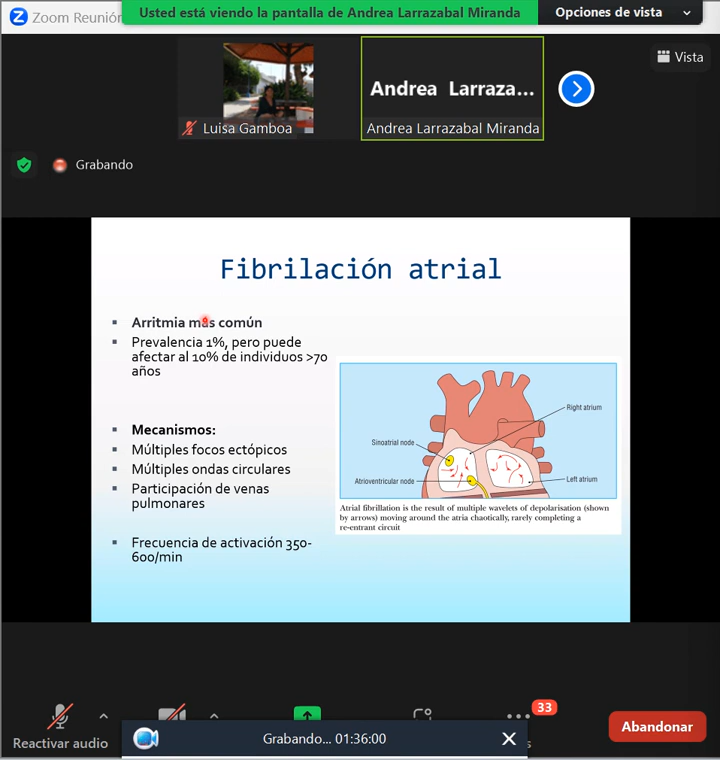 Zoom Reunión
Usted está viendo la pantalla de Andrea Larrazabal Miranda
Opciones de vista
Luisa Gamboa
Andrea Larraza...
Andrea Larrazabal Miranda
Vista
Grabando
Fibrilación atrial
Arritmia más común
Prevalencia 1%, pero puede
afectar al 10% de individuos >70
años
Mecanismos:
Múltiples focos ectópicos
Múltiples ondas circulares
Participación de venas
pulmonares
Frecuencia de activación 350-
600/min
Right atrium
Sinoatrial node
Atrioventricular node
Left atrium
Atrial fibrillation is the result of multiple wavelets of depolarisation (shown
by arrows) moving around the atria chaotically, rarely completing a
re-entrant circuit
33
Abandonar
Reactivar audio
Grabando... 01:36:00